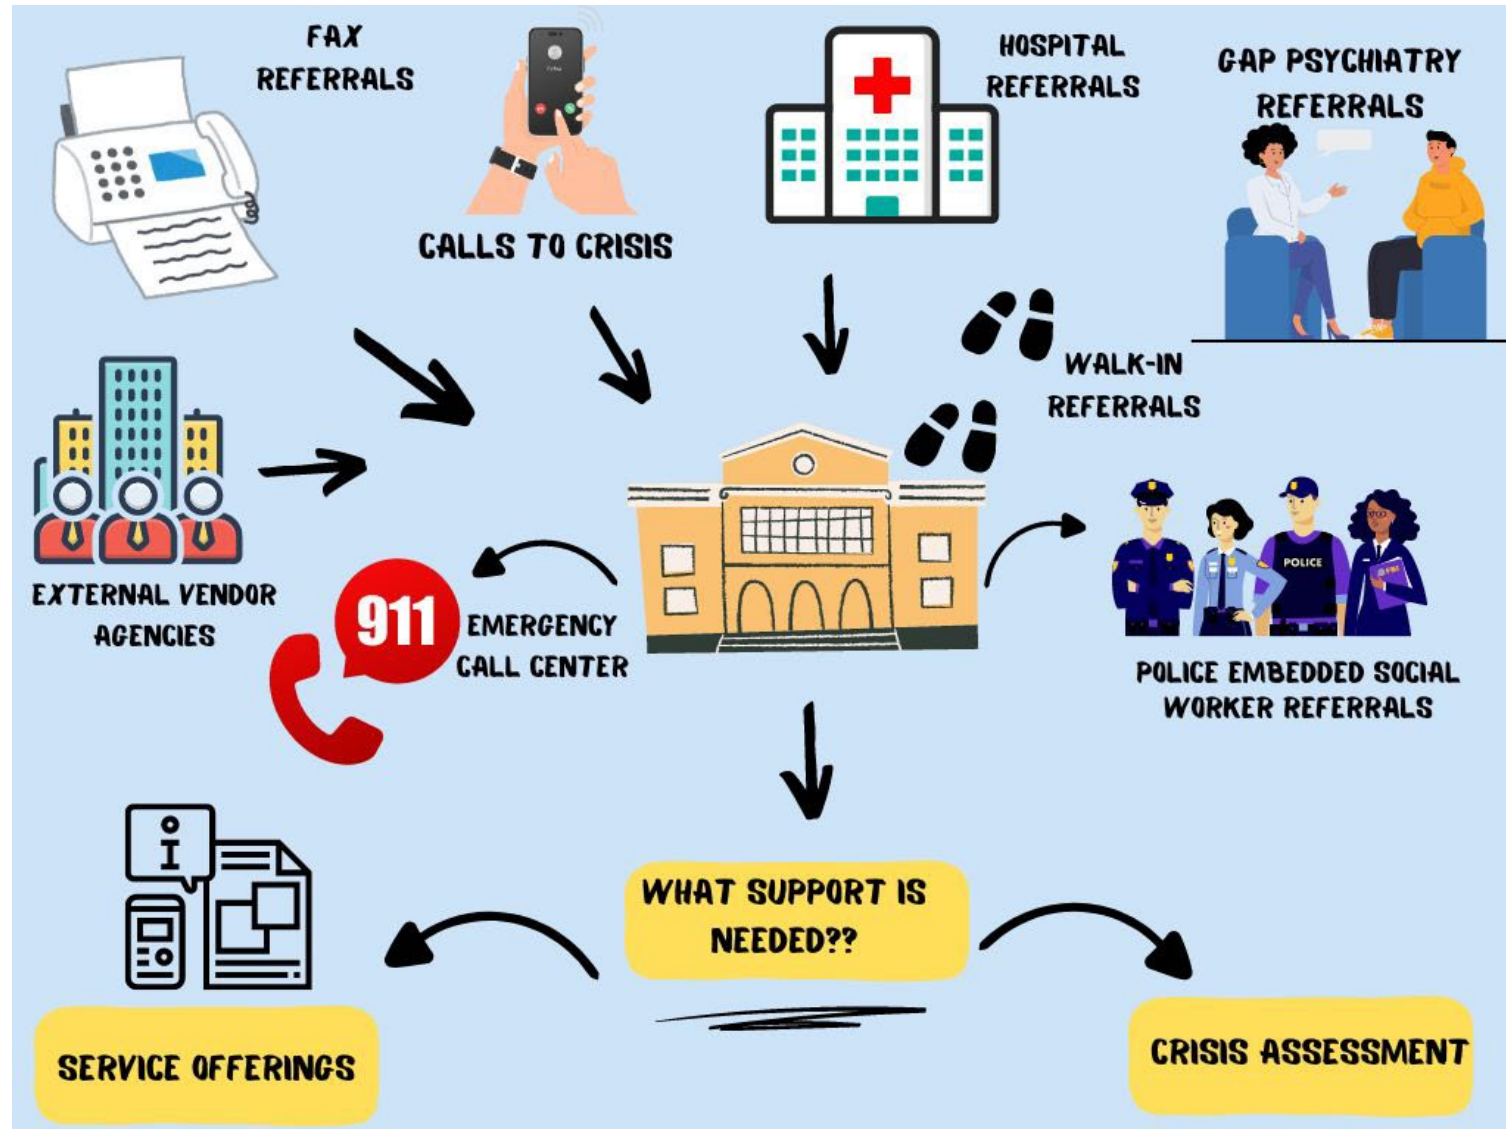 FAX
REFERRALS
CALLS TO CRISIS
HOSPITAL
REFERRALS
GAP PSYCHIATRY
REFERRALS
WALK-IN
REFERRALS
EXTERNAL VENDOR
AGENCIES
911
EMERGENCY
CALL CENTER
POLICE
FBI
POLICE EMBEDDED SOCIAL
WORKER REFERRALS
i
WHAT SUPPORT IS
NEEDED??
SERVICE OFFERINGS
CRISIS ASSESSMENT